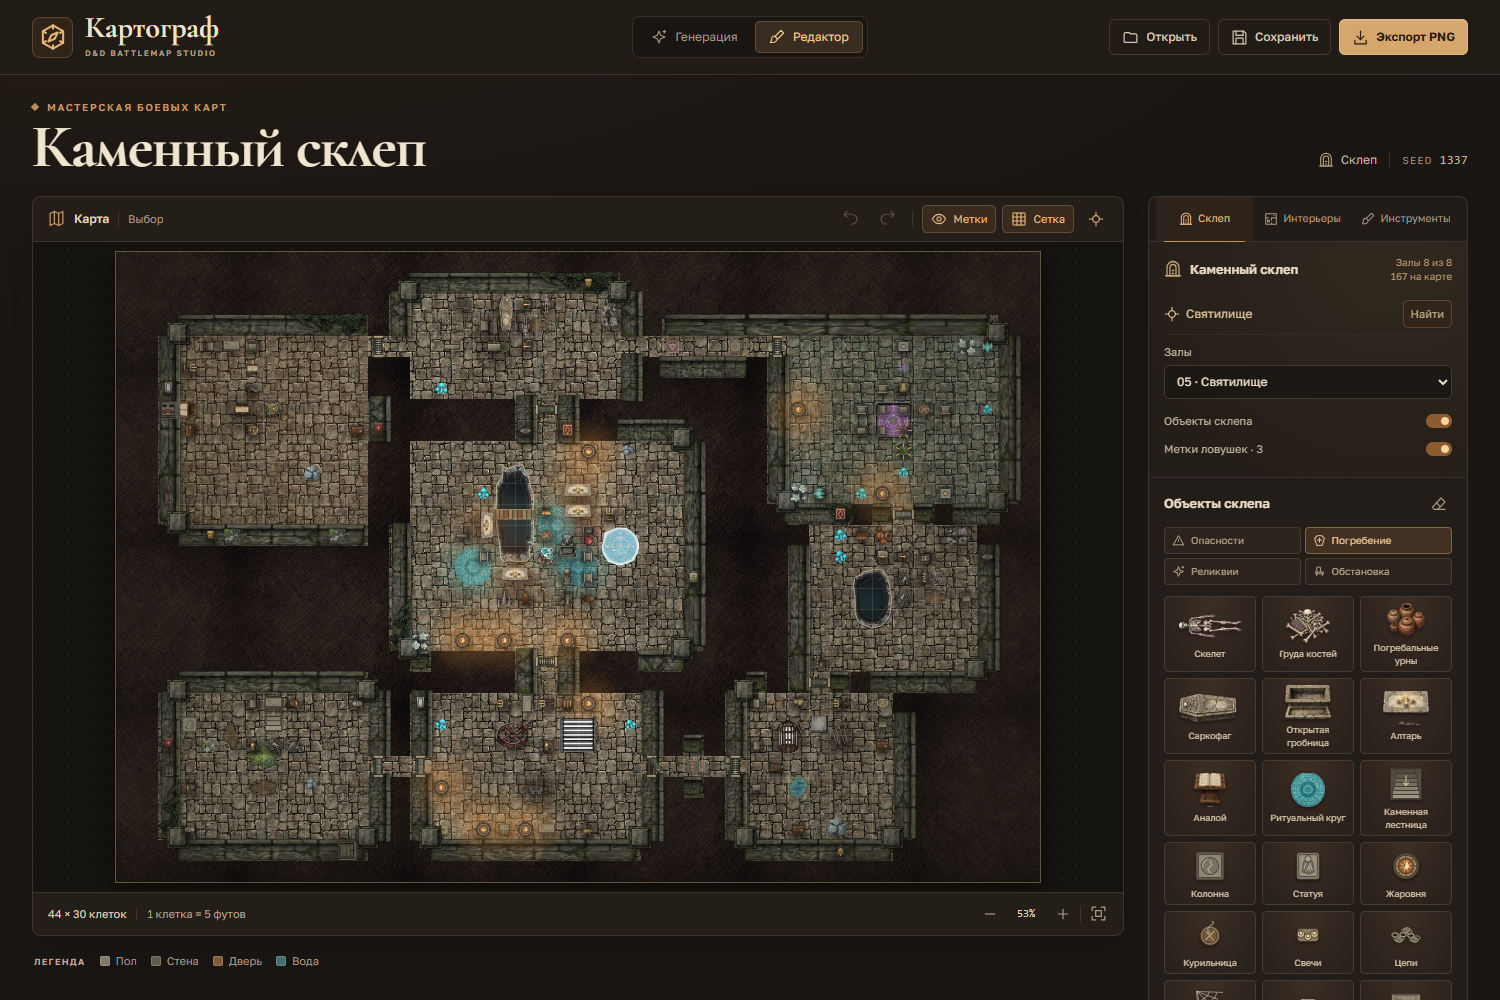 Картограф
D&D BATTLEMAP STUDIO
Генерация
Редактор
Открыть
Сохранить
Экспорт PNG
МАСТЕРСКАЯ БОЕВЫХ КАРТ
Каменный склеп
Склеп
SEED 1337
Карта
Выбор
Метки
Сетка
Склеп
Интерьеры
Инструменты
Каменный склеп
Залы 8 из 8
167 на карте
Святилище
Найти
Залы
05 · Святилище
Объекты склепа
Метки ловушек · 3
Объекты склепа
Опасности
Погребение
Реликвии
Обстановка
Скелет
Груда костей
Погребальные
урны
Саркофаг
Открытая
гробница
Алтарь
Аналой
Ритуальный круг
Каменная
лестница
Колонна
Статуя
Жаровня
Курильница
Свечи
Цепи
44 × 30 клеток
1 клетка = 5 футов
53%
ЛЕГЕНДА
Пол
Стена
Дверь
Вода